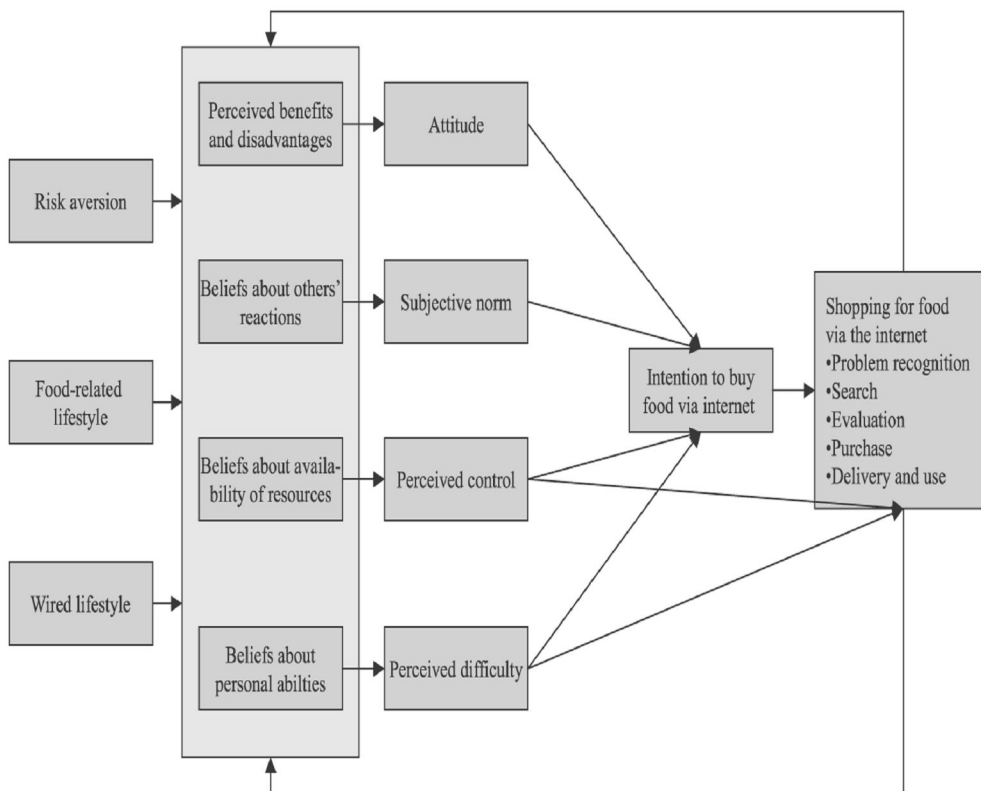 Perceived benefits
and disadvantages
Attitude
Risk aversion
Beliefs about others'
reactions
Subjective norm
Shopping for food
via the internet
•Problem recognition
•Search
•Evaluation
•Purchase
•Delivery and use
Intention to buy
food via internet
Food-related
lifestyle
Beliefs about availa-
bility of resources
Perceived control
Wired lifestyle
Beliefs about
personal abilties
Perceived difficulty